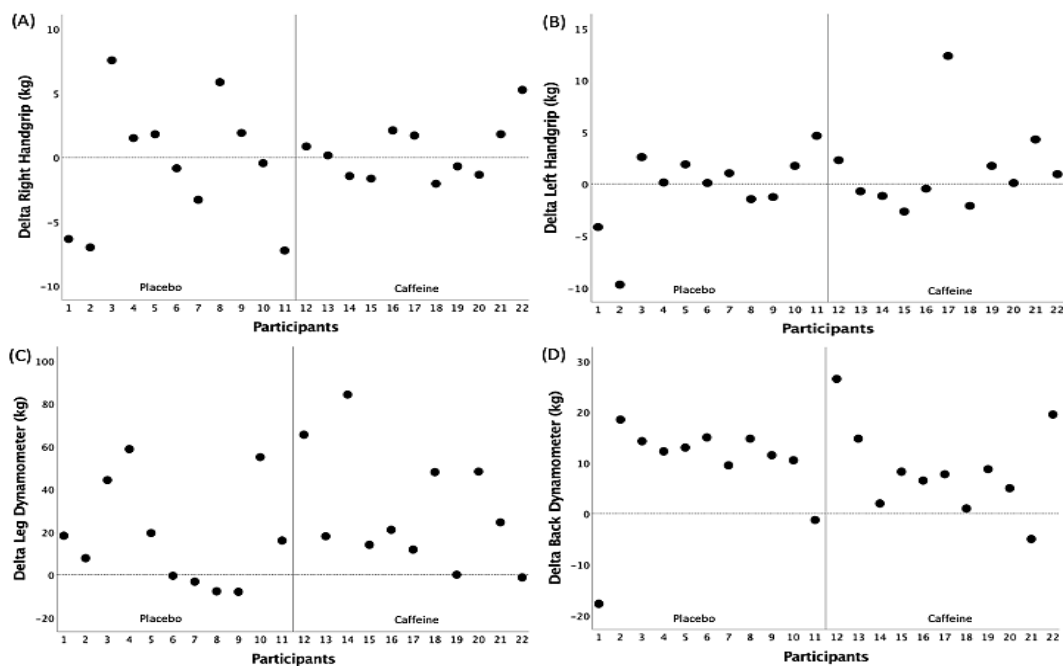 (A)
Delta Right Handgrip (kg)
10
5
0
−5
−10
Placebo
Caffeine
1 2 3 4 5 6 7 8 9 10 11 12 13 14 15 16 17 18 19 20 21 22
Participants
(B)
Delta Left Handgrip (kg)
15
10
5
0
−5
−10
Placebo
Caffeine
1 2 3 4 5 6 7 8 9 10 11 12 13 14 15 16 17 18 19 20 21 22
Participants
(C)
Delta Leg Dynamometer (kg)
100
80
60
40
20
0
−20
Placebo
Caffeine
1 2 3 4 5 6 7 8 9 10 11 12 13 14 15 16 17 18 19 20 21 22
Participants
(D)
Delta Back Dynamometer (kg)
30
20
10
0
−10
−20
Placebo
Caffeine
1 2 3 4 5 6 7 8 9 10 11 12 13 14 15 16 17 18 19 20 21 22
Participants